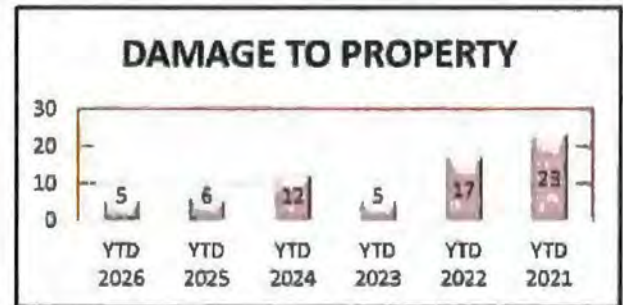 DAMAGE TO PROPERTY
30
20
10
0
5 6 12 5 17 23
YTD YTD YTD YTD YTD YTD
2026 2025 2024 2023 2022 2021